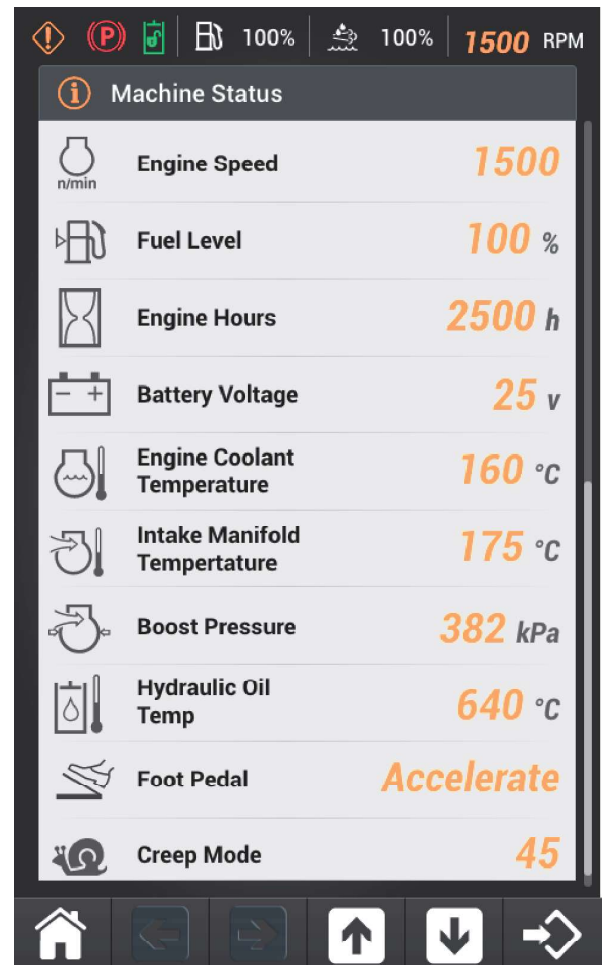 (P) 100% 100% 1500 RPM
i Machine Status
n/min Engine Speed 1500
Fuel Level 100 %
Engine Hours 2500 h
Battery Voltage 25 v
Engine Coolant
Temperature 160 °C
Intake Manifold
Tempertature 175 °C
Boost Pressure 382 kPa
Hydraulic Oil
Temp 640 °C
Foot Pedal Accelerate
Creep Mode 45